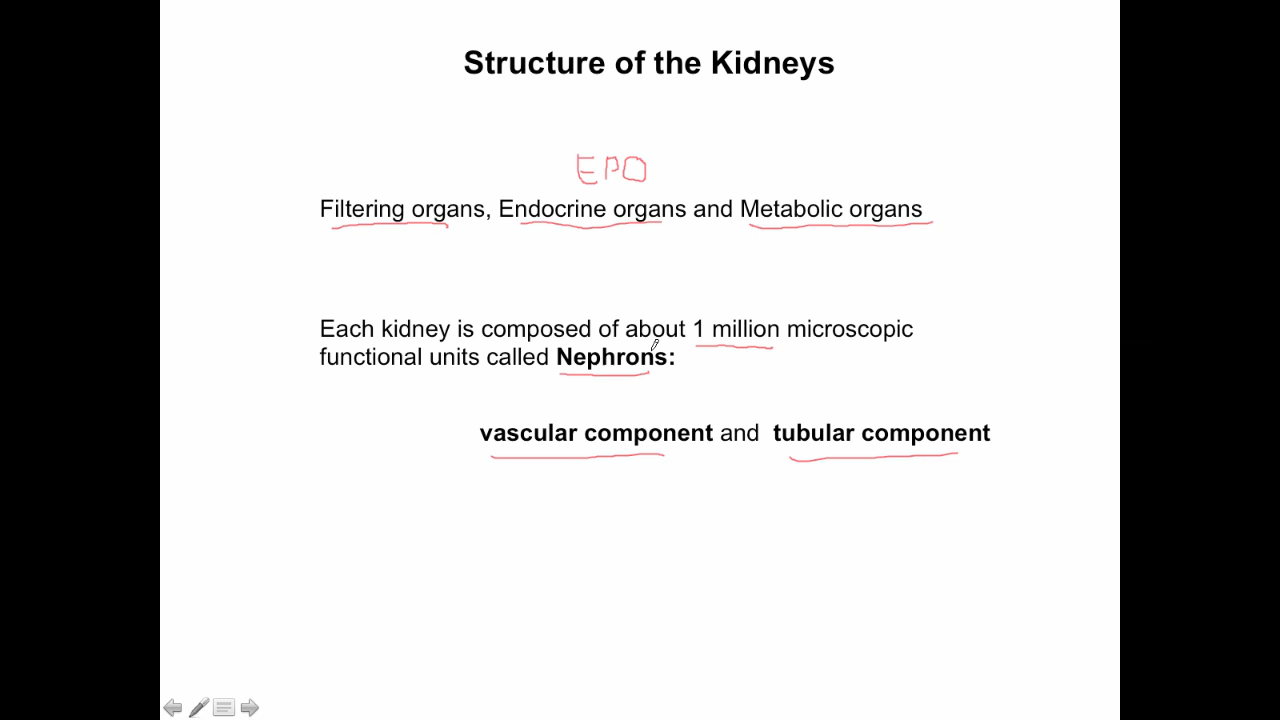 Structure of the Kidneys
EPO
Filtering organs, Endocrine organs and Metabolic organs
Each kidney is composed of about 1 million microscopic
functional units called Nephrons:
vascular component and tubular component